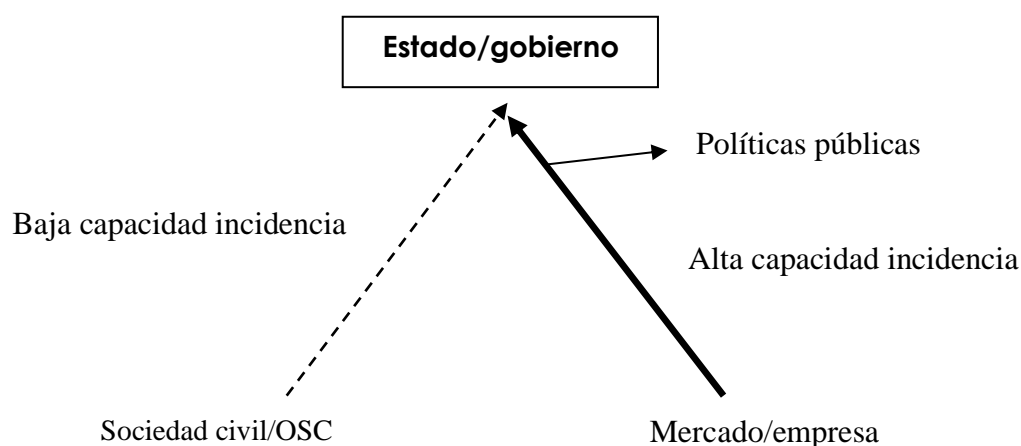 Estado/gobierno
Políticas públicas
Baja capacidad incidencia
Alta capacidad incidencia
Sociedad civil/OSC
Mercado/empresa